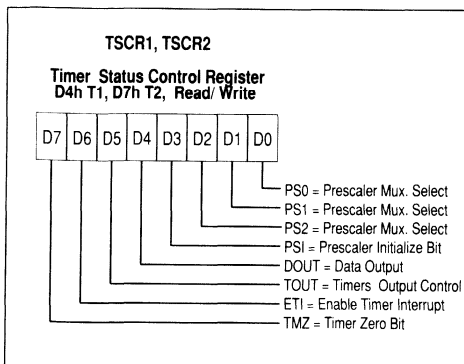 TSCR1, TSCR2
Timer Status Control Register
D4h T1, D7h T2, Read/ Write
D7 D6 D5 D4 D3 D2 D1 D0
PS0 = Prescaler Mux. Select
PS1 = Prescaler Mux. Select
PS2 = Prescaler Mux. Select
PSI = Prescaler Initialize Bit
DOUT = Data Output
TOUT = Timers Output Control
ETI = Enable Timer Interrupt
TMZ = Timer Zero Bit